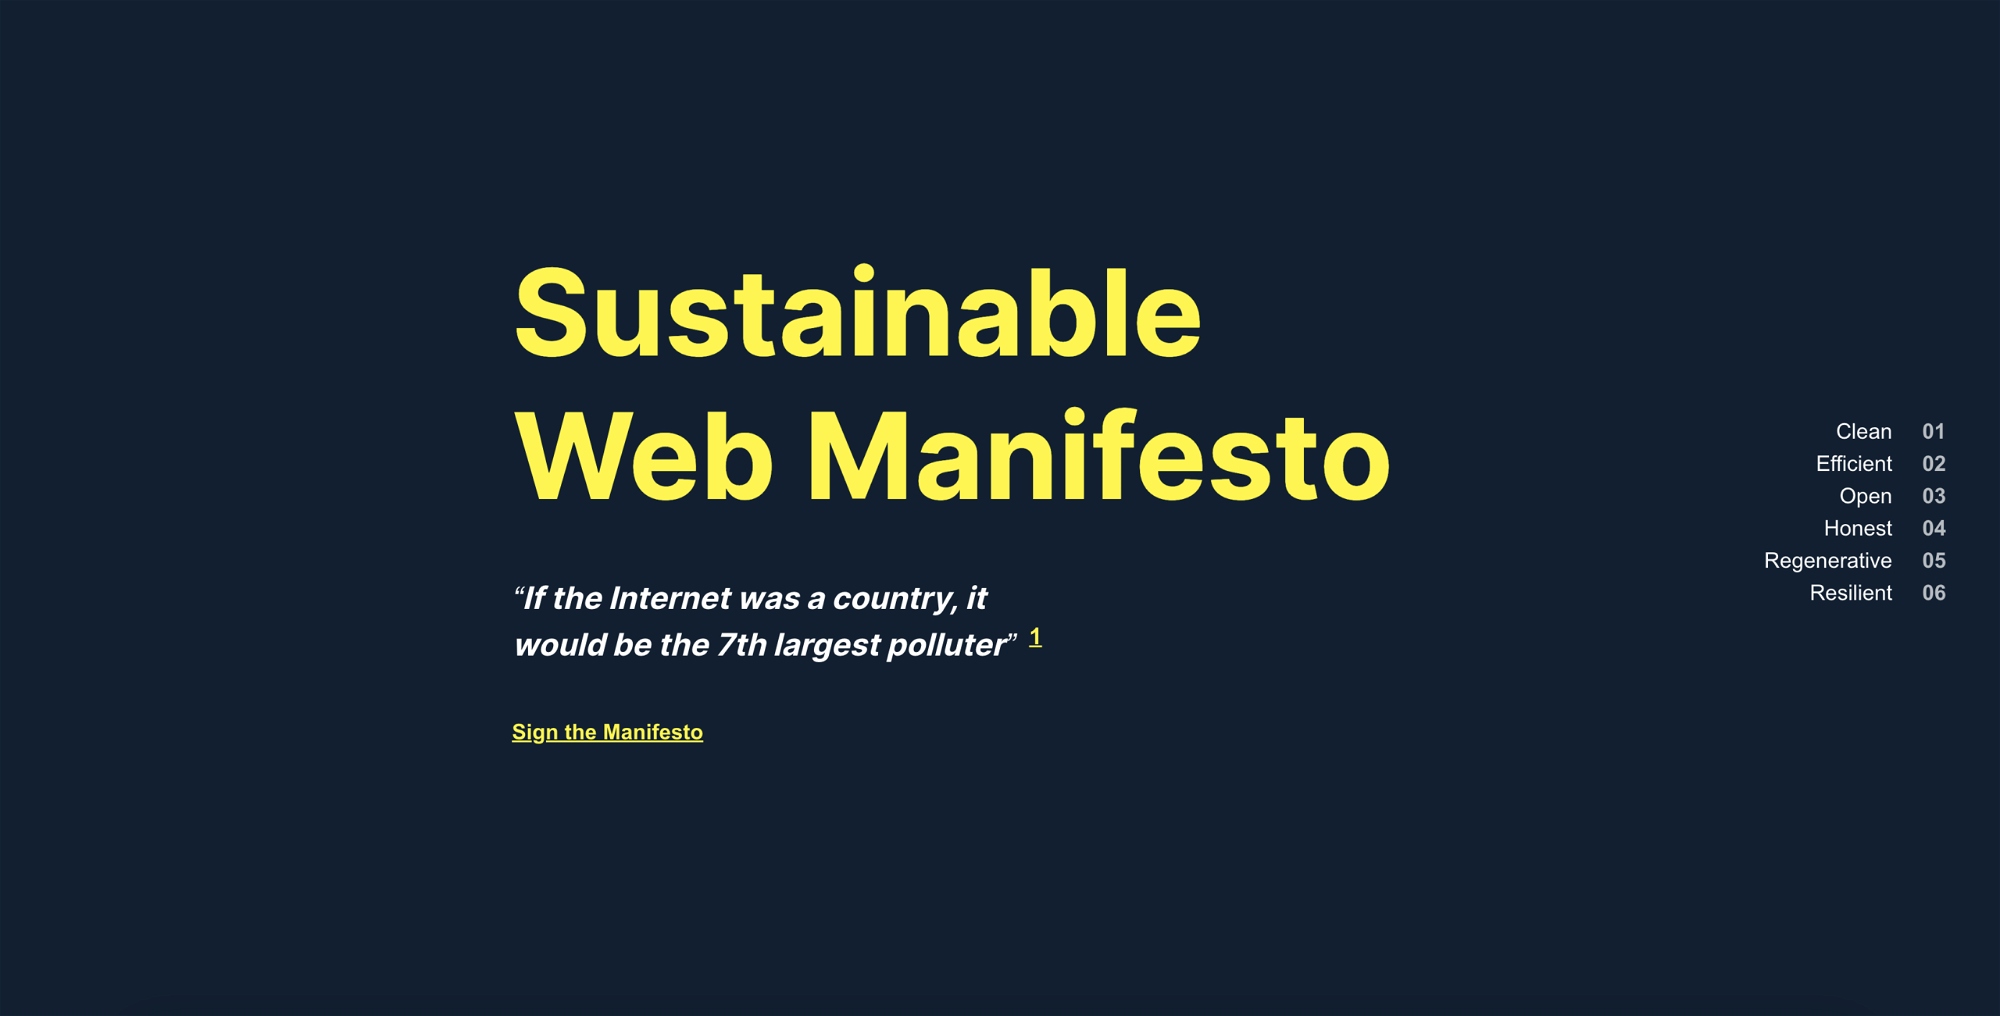 Sustainable
Web Manifesto
“If the Internet was a country, it
would be the 7th largest polluter” 1
Sign the Manifesto
Clean 01
Efficient 02
Open 03
Honest 04
Regenerative 05
Resilient 06